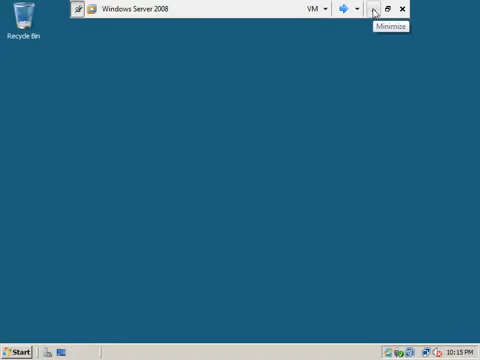 Windows Server 2008
VM
Minimize
Recycle Bin
Start
10:15 PM